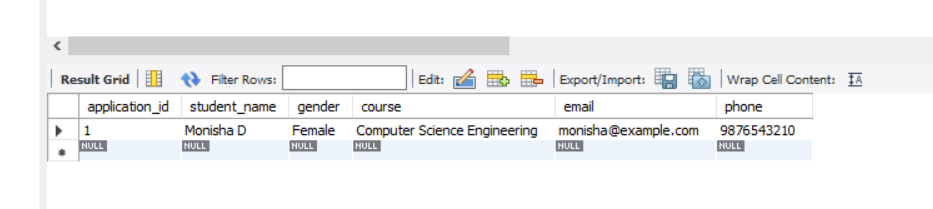 Result Grid Filter Rows: Edit: Export/Import: Wrap Cell Content: IA
application_id student_name gender course email phone
1 Monisha D Female Computer Science Engineering monisha@example.com 9876543210
NULL NULL NULL NULL NULL NULL